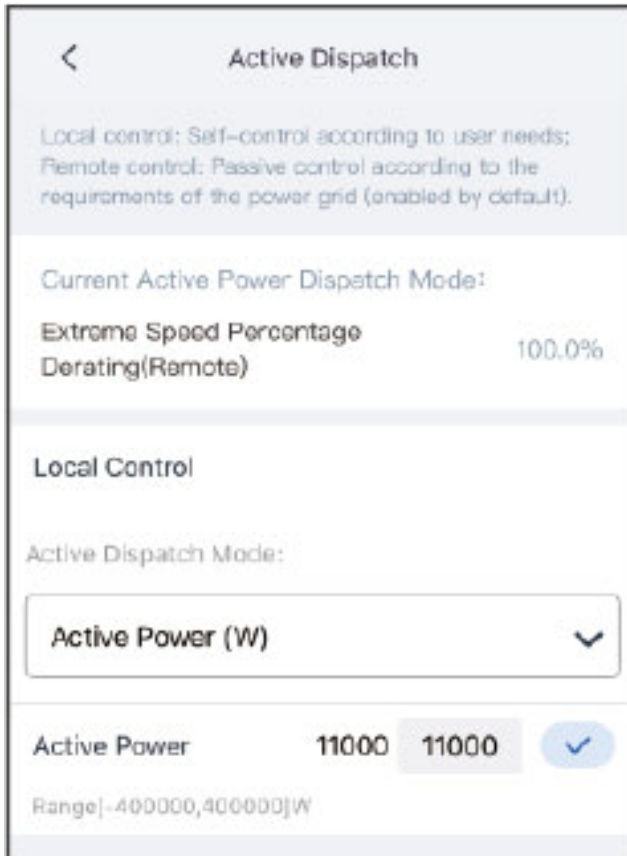 Active Dispatch
Local control: Self-control according to user needs;
Remote control: Passive control according to the
requirements of the power grid (enabled by default).
Current Active Power Dispatch Mode:
Extreme Speed Percentage
Derating(Remote)
100.0%
Local Control
Active Dispatch Mode:
Active Power (W)
Active Power 11000 11000
Range[-400000,400000]W